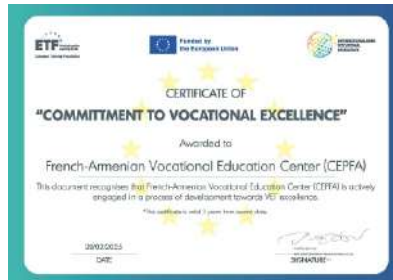 ETF
Funded by
the European Union
CERTIFICATE OF
"COMMITTMENT TO VOCATIONAL EXCELLENCE"
Awarded to
French-Armenian Vocational Education Center (CEPFA)
This document recognises that French-Armenian Vocational Education Center (CEPFA) is actively
engaged in a process of development towards VET excellence.
DATE
SIGNATURE